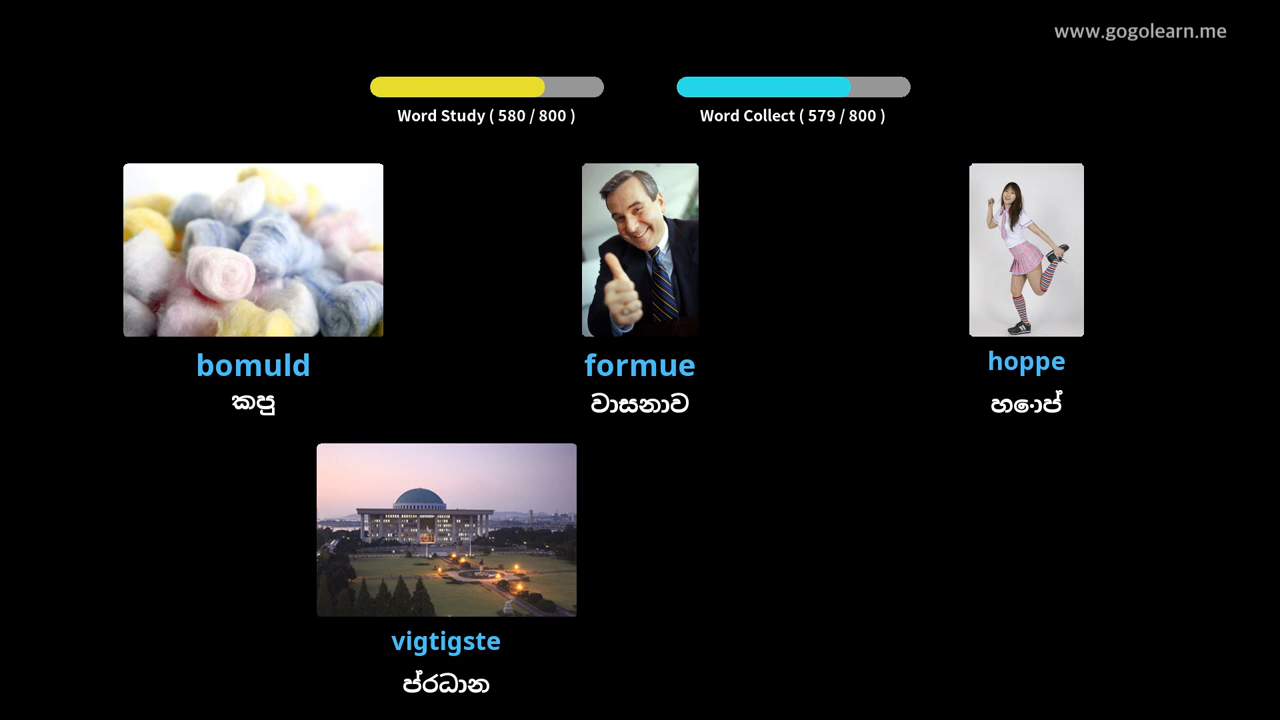 www.gogolearn.me
Word Study ( 580 / 800 )
Word Collect ( 579 / 800 )
bomuld
කපු
formue
වාසනාව
hoppe
හොප්
vigtigste
ප්රධාන